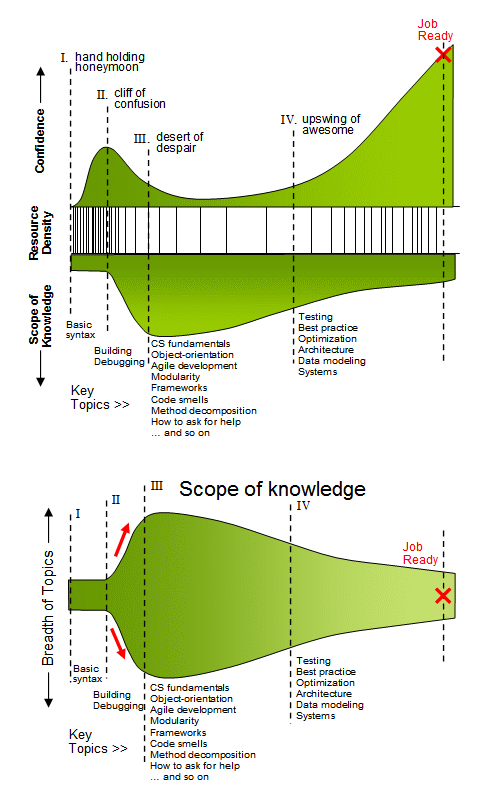 Job
Ready
I. hand holding
honeymoon
II. cliff of
confusion
III. desert of
despair
IV. upswing of
awesome
Confidence
Resource
Density
Scope of
Knowledge
Basic
syntax
Building
Debugging
CS fundamentals
Object-orientation
Agile development
Modularity
Frameworks
Code smells
Method decomposition
How to ask for help
... and so on
Testing
Best practice
Optimization
Architecture
Data modeling
Systems
Key
Topics >>
Scope of knowledge
I
II
III
IV
Job
Ready
Breadth of Topics
Basic
syntax
Building
Debugging
CS fundamentals
Object-orientation
Agile development
Modularity
Frameworks
Code smells
Method decomposition
How to ask for help
... and so on
Testing
Best practice
Optimization
Architecture
Data modeling
Systems
Key
Topics >>